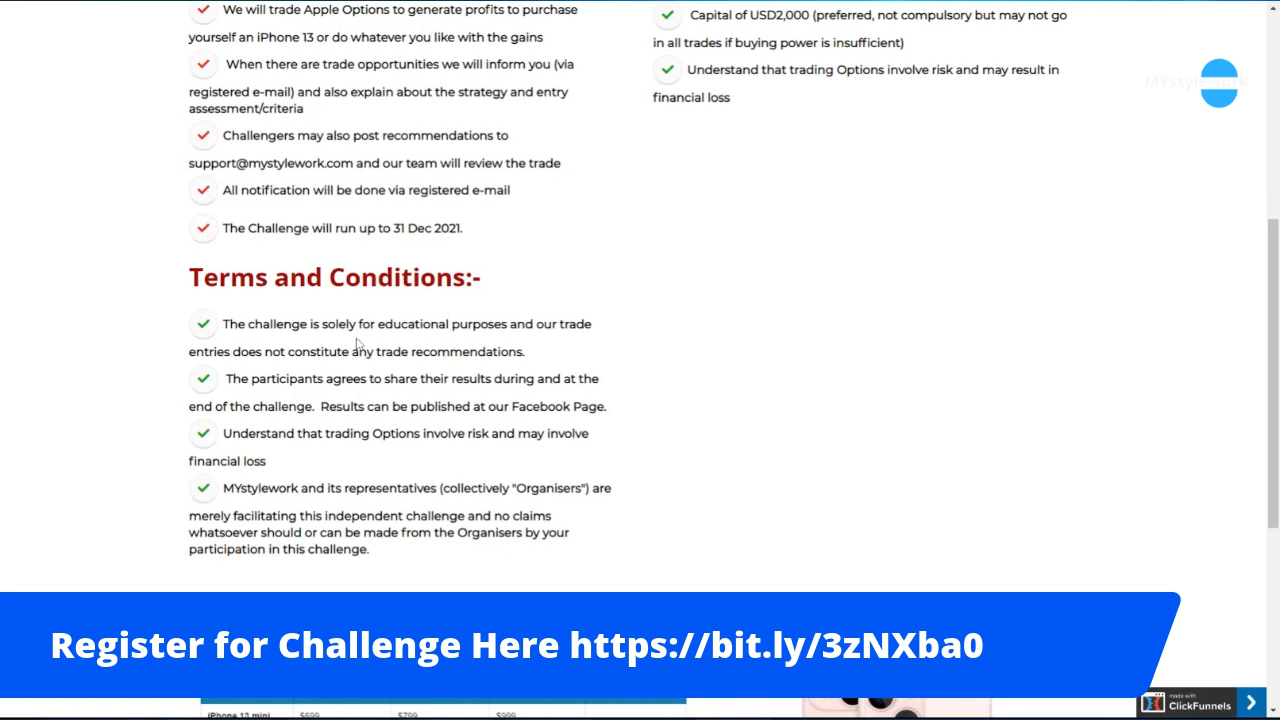 We will trade Apple Options to generate profits to purchase
yourself an iPhone 13 or do whatever you like with the gains
When there are trade opportunities we will inform you (via
registered e-mail) and also explain about the strategy and entry
assessment/criteria
Challengers may also post recommendations to
support@mystylework.com and our team will review the trade
All notification will be done via registered e-mail
The Challenge will run up to 31 Dec 2021.
Capital of USD2,000 (preferred, not compulsory but may not go
in all trades if buying power is insufficient)
Understand that trading Options involve risk and may result in
financial loss
MYstylework
Terms and Conditions:-
The challenge is solely for educational purposes and our trade
entries does not constitute any trade recommendations.
The participants agrees to share their results during and at the
end of the challenge.  Results can be published at our Facebook Page.
Understand that trading Options involve risk and may involve
financial loss
MYstylework and its representatives (collectively "Organisers") are
merely facilitating this independent challenge and no claims
whatsoever should or can be made from the Organisers by your
participation in this challenge.
Register for Challenge Here https://bit.ly/3zNXba0
made with
ClickFunnels
iPhone 13 mini $699 $799 $999